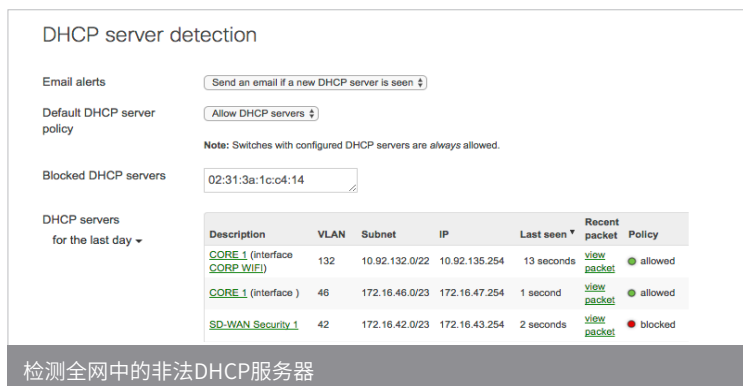 DHCP server detection
Email alerts
Send an email if a new DHCP server is seen
Default DHCP server policy
Allow DHCP servers
Note: Switches with configured DHCP servers are always allowed.
Blocked DHCP servers
02:31:3a:1c:c4:14
DHCP servers
for the last day
Description VLAN Subnet IP Last seen Recent packet Policy
CORE 1 (interface CORP WIFI) 132 10.92.132.0/22 10.92.135.254 13 seconds view packet allowed
CORE 1 (interface ) 46 172.16.46.0/23 172.16.47.254 1 second view packet allowed
SD-WAN Security 1 42 172.16.42.0/23 172.16.43.254 2 seconds view packet blocked
检测全网中的非法DHCP服务器